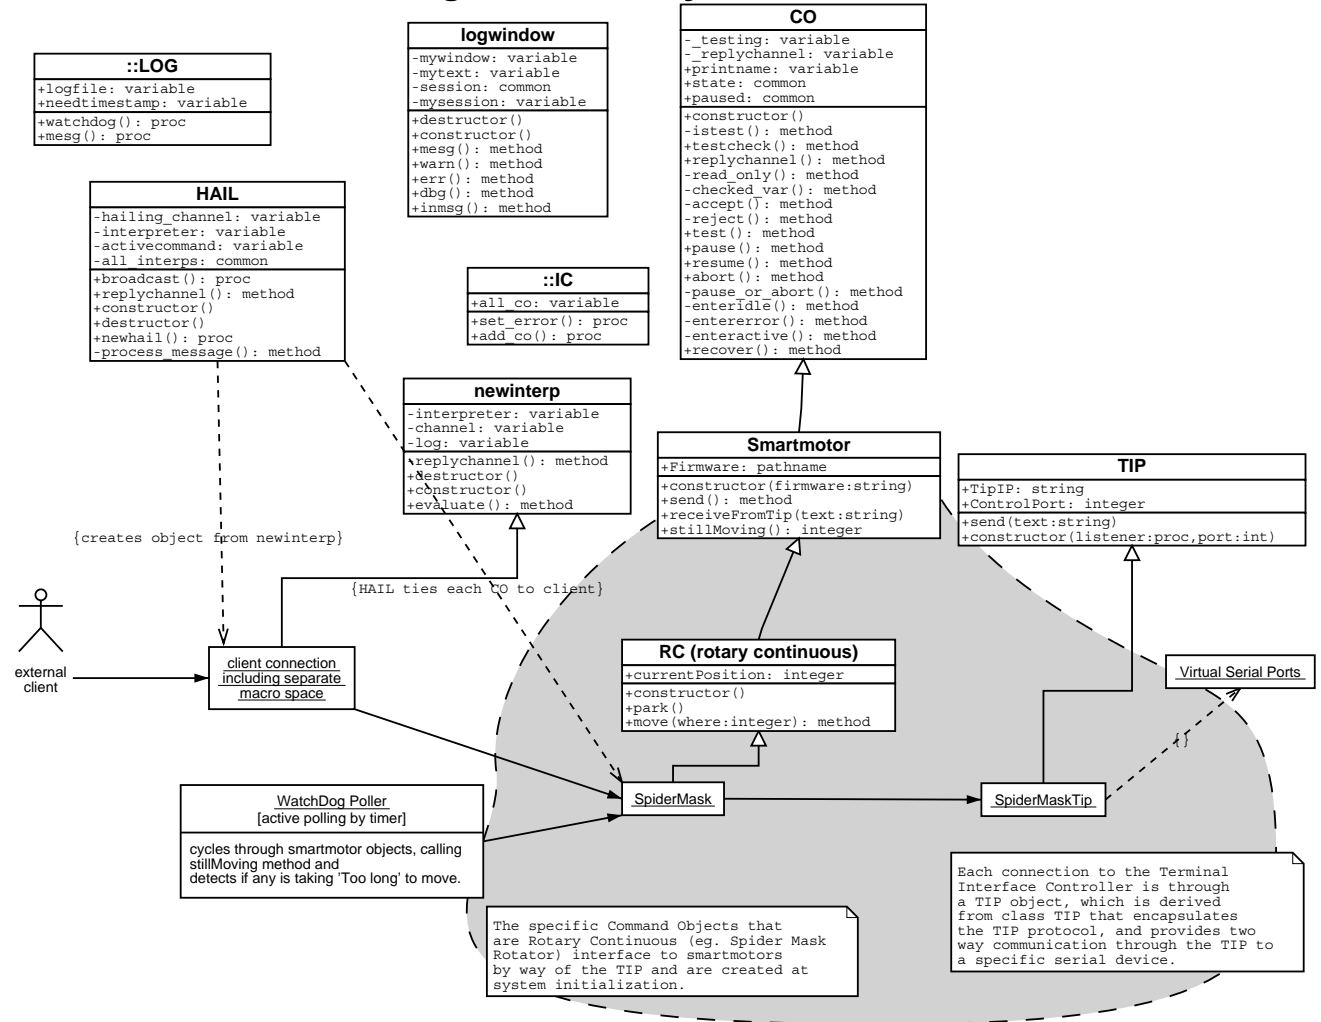 ::LOG
+logfile: variable
+needtimestamp: variable
+watchdog(): proc
+mesg(): proc
logwindow
-mywindow: variable
-mytext: variable
-session: common
-mysession: variable
+destructor()
+constructor()
+mesg(): method
+warn(): method
+err(): method
+dbg(): method
+inmsg(): method
CO
-_testing: variable
-_replychannel: variable
+printname: variable
+state: common
+paused: common
+constructor()
-istest(): method
+testcheck(): method
+replychannel(): method
-read_only(): method
-checked_var(): method
-accept(): method
-reject(): method
+test(): method
+pause(): method
+resume(): method
+abort(): method
-pause_or_abort(): method
-enteridle(): method
-entererror(): method
-enteractive(): method
+recover(): method
HAIL
-hailing_channel: variable
-interpreter: variable
-activecommand: variable
-all_interps: common
+broadcast(): proc
+replychannel(): method
+constructor()
+destructor()
+newhail(): proc
-process_message(): method
::IC
+all_co: variable
+set_error(): proc
+add_co(): proc
newinterp
-interpreter: variable
-channel: variable
-log: variable
+replychannel(): method
+destructor()
+constructor()
+evaluate(): method
Smartmotor
+Firmware: pathname
+constructor(firmware:string)
+send(): method
+receiveFromTip(text:string)
+stillMoving(): integer
TIP
+TipIP: string
+ControlPort: integer
+send(text:string)
+constructor(listener:proc,port:int)
{creates object from newinterp}
{HAIL ties each CO to client}
external
client
client connection
including separate
macro space
RC (rotary continuous)
+currentPosition: integer
+constructor()
+park()
+move(where:integer): method
Virtual Serial Ports
{}
SpiderMask
SpiderMaskTip
WatchDog Poller
[active polling by timer]
cycles through smartmotor objects, calling
stillMoving method and
detects if any is taking 'Too long' to move.
The specific Command Objects that
are Rotary Continuous (eg. Spider Mask
Rotator) interface to smartmotors
by way of the TIP and are created at
system initialization.
Each connection to the Terminal
Interface Controller is through
a TIP object, which is derived
from class TIP that encapsulates
the TIP protocol, and provides two
way communication through the TIP to
a specific serial device.